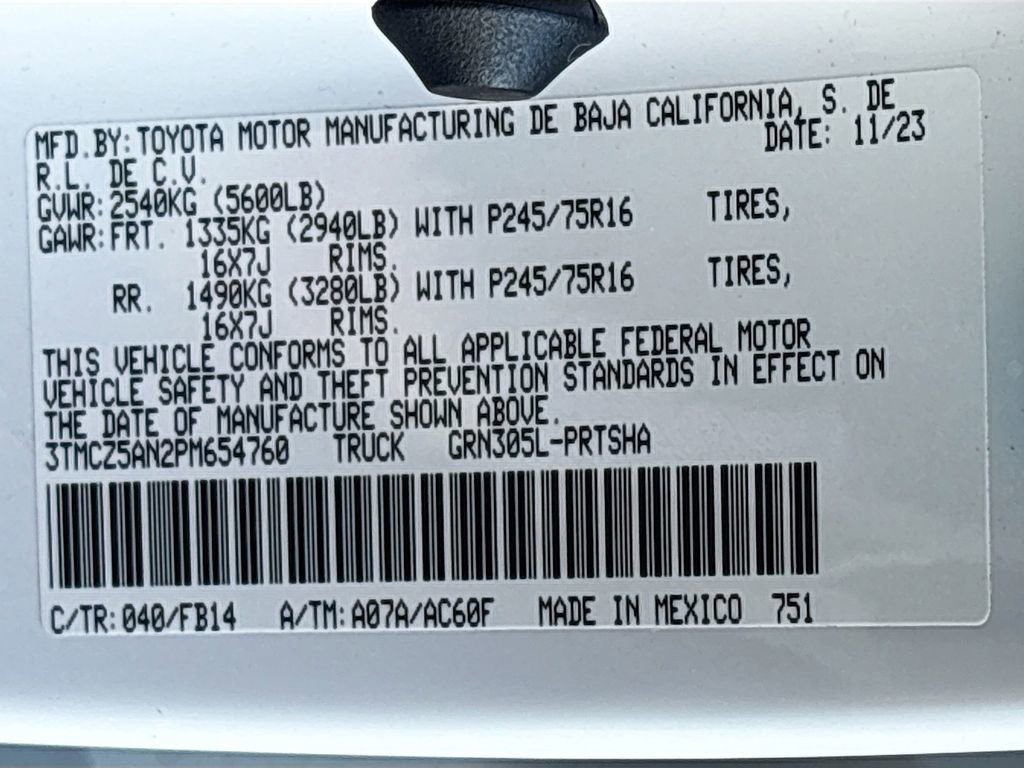 MFD.BY:TOYOTA MOTOR MANUFACTURING DE BAJA CALIFORNIA, S. DE
R.L. DE C.V. DATE: 11/23
GVWR:2540KG (5600LB)
GAWR:FRT. 1335KG (2940LB) WITH P245/75R16 TIRES,
16X7J RIMS.
RR. 1490KG (3280LB) WITH P245/75R16 TIRES,
16X7J RIMS.
THIS VEHICLE CONFORMS TO ALL APPLICABLE FEDERAL MOTOR
VEHICLE SAFETY AND THEFT PREVENTION STANDARDS IN EFFECT ON
THE DATE OF MANUFACTURE SHOWN ABOVE.
3TMCZ5AN2PM654760 TRUCK GRN305L-PRTSHA
C/TR:040/FB14 A/TM:A07A/AC60F MADE IN MEXICO 751